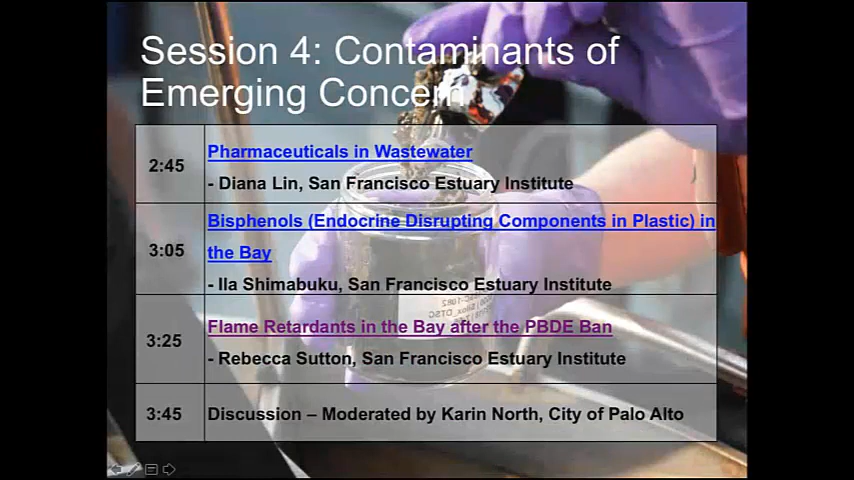 Session 4: Contaminants of
Emerging Concern
2:45
Pharmaceuticals in Wastewater
- Diana Lin, San Francisco Estuary Institute
3:05
Bisphenols (Endocrine Disrupting Components in Plastic) in
the Bay
- Ila Shimabuku, San Francisco Estuary Institute
3:25
Flame Retardants in the Bay after the PBDE Ban
- Rebecca Sutton, San Francisco Estuary Institute
3:45
Discussion – Moderated by Karin North, City of Palo Alto